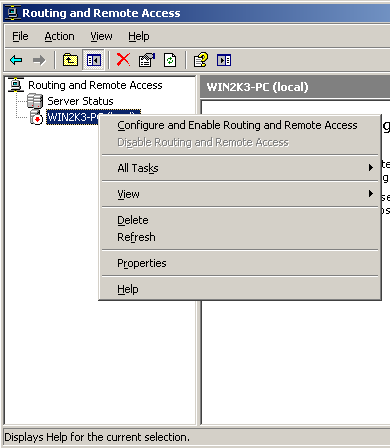 Routing and Remote Access
File Action View Help
Routing and Remote Access
Server Status
WIN2K3-PC
WIN2K3-PC (local)
Configure and Enable Routing and Remote Access
Disable Routing and Remote Access
All Tasks
View
Delete
Refresh
Properties
Help
Displays Help for the current selection.